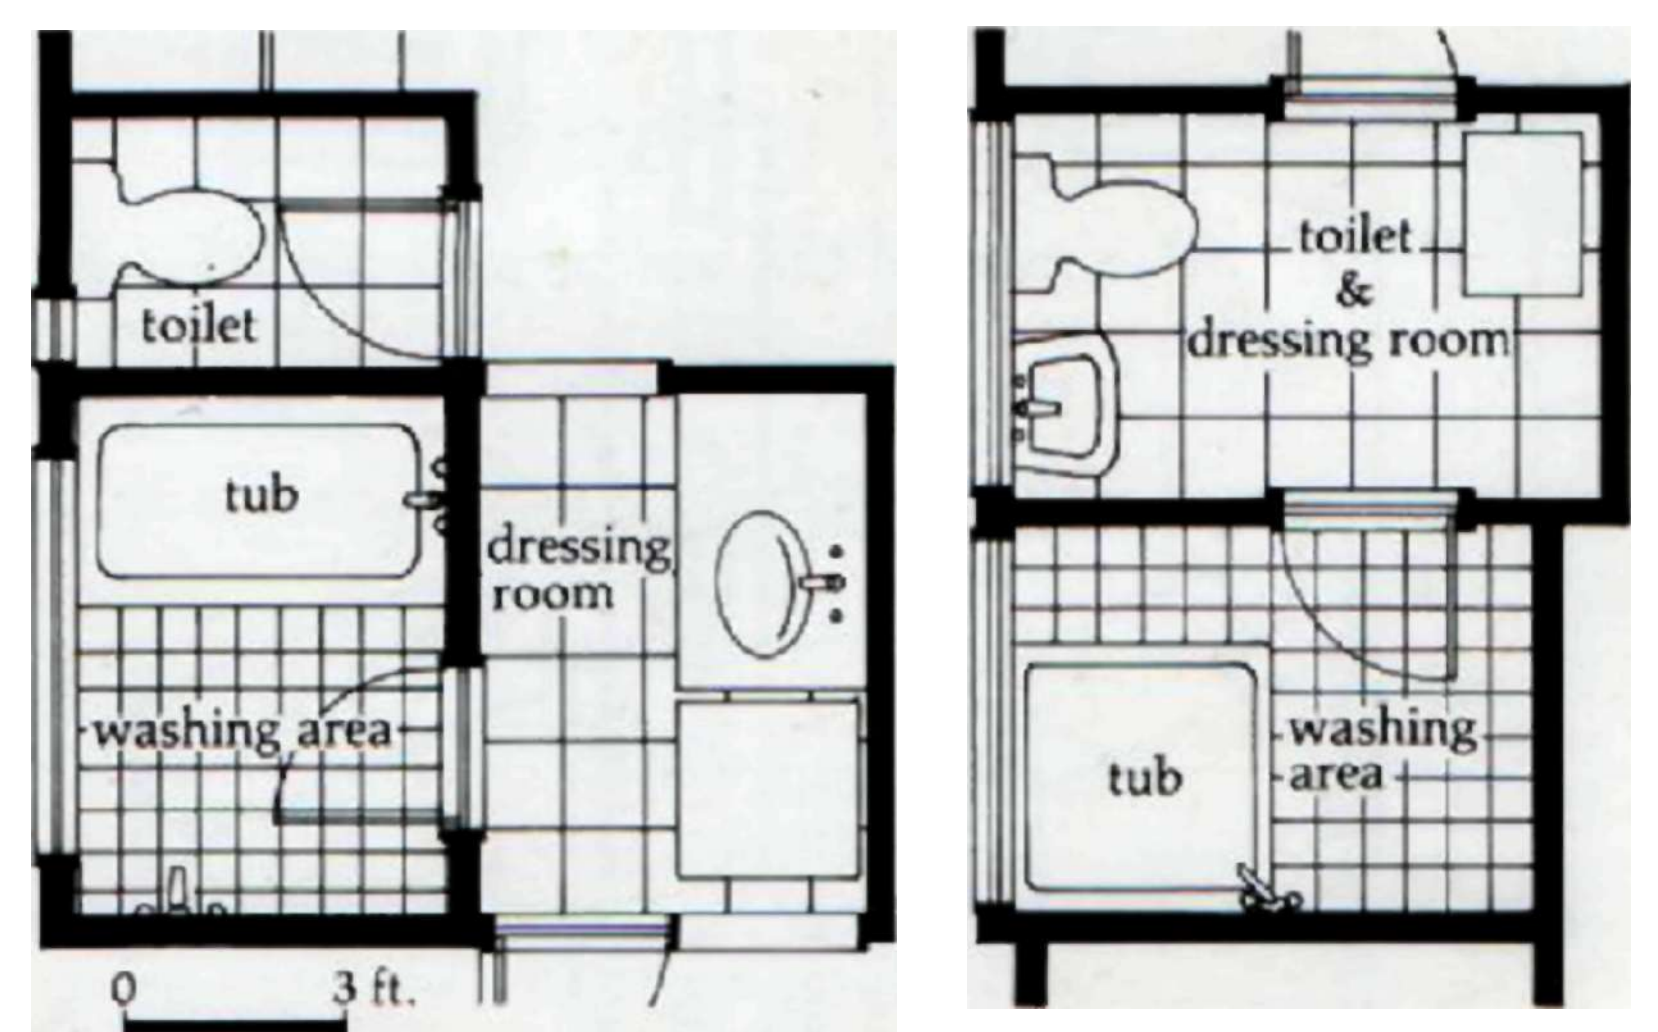 toilet
tub
dressing
room
washing area
0 3 ft.
toilet
&
dressing room
washing
area
tub